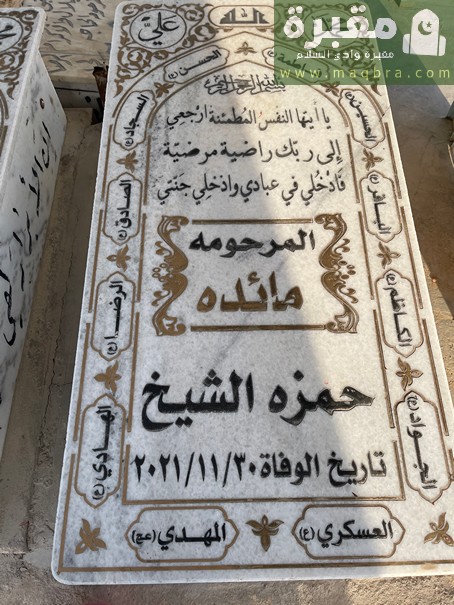 مقبرة
مقبرة وادي السلام
www.maqbra.com
الله
علي
الحسن (ع)
بسم الله الرحمن الرحيم
يا أيتها النفس المطمئنة ارجعي
إلى ربك راضية مرضية
فادخلي في عبادي وادخلي جنتي
المرحومه
مائده
حمزه الشيخ
تاريخ الوفاة ٢٠٢١/١١/٣٠
الحسين (ع)
السجاد (ع)
الباقر (ع)
الصادق (ع)
الكاظم (ع)
الرضا (ع)
الجواد (ع)
الهادي (ع)
العسكري (ع)
المهدي (عج)